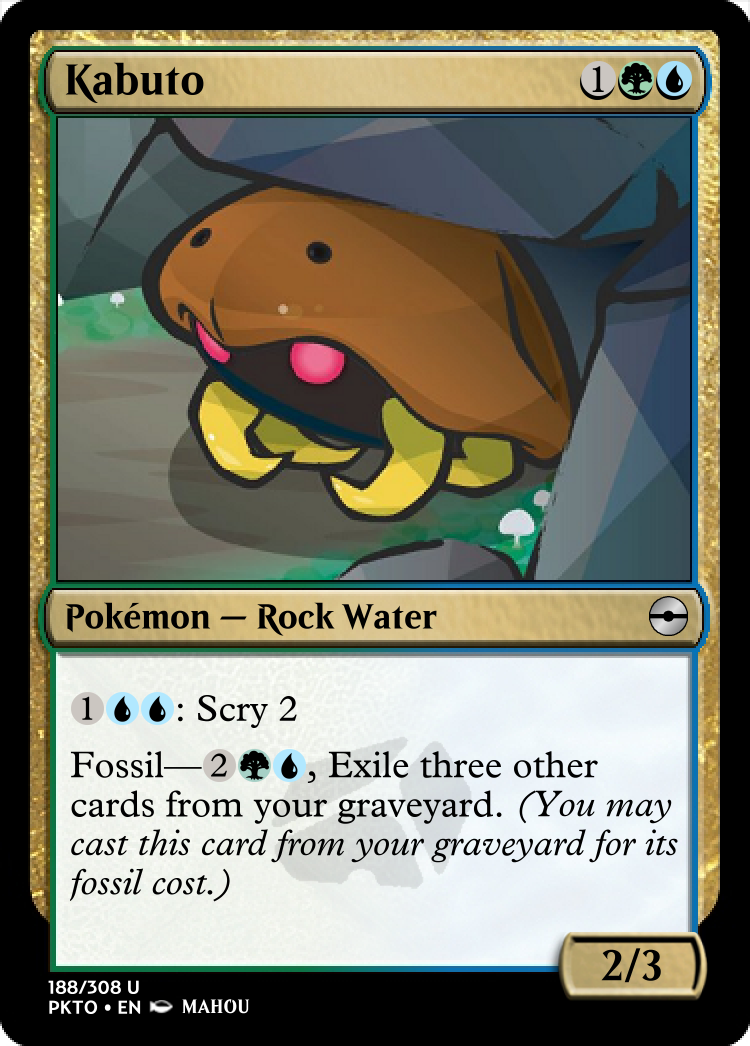 Kabuto 1
Pokémon — Rock Water
1: Scry 2
Fossil—2, Exile three other
cards from your graveyard. (You may
cast this card from your graveyard for its
fossil cost.)
2/3
188/308 U
PKTO • EN MAHOU